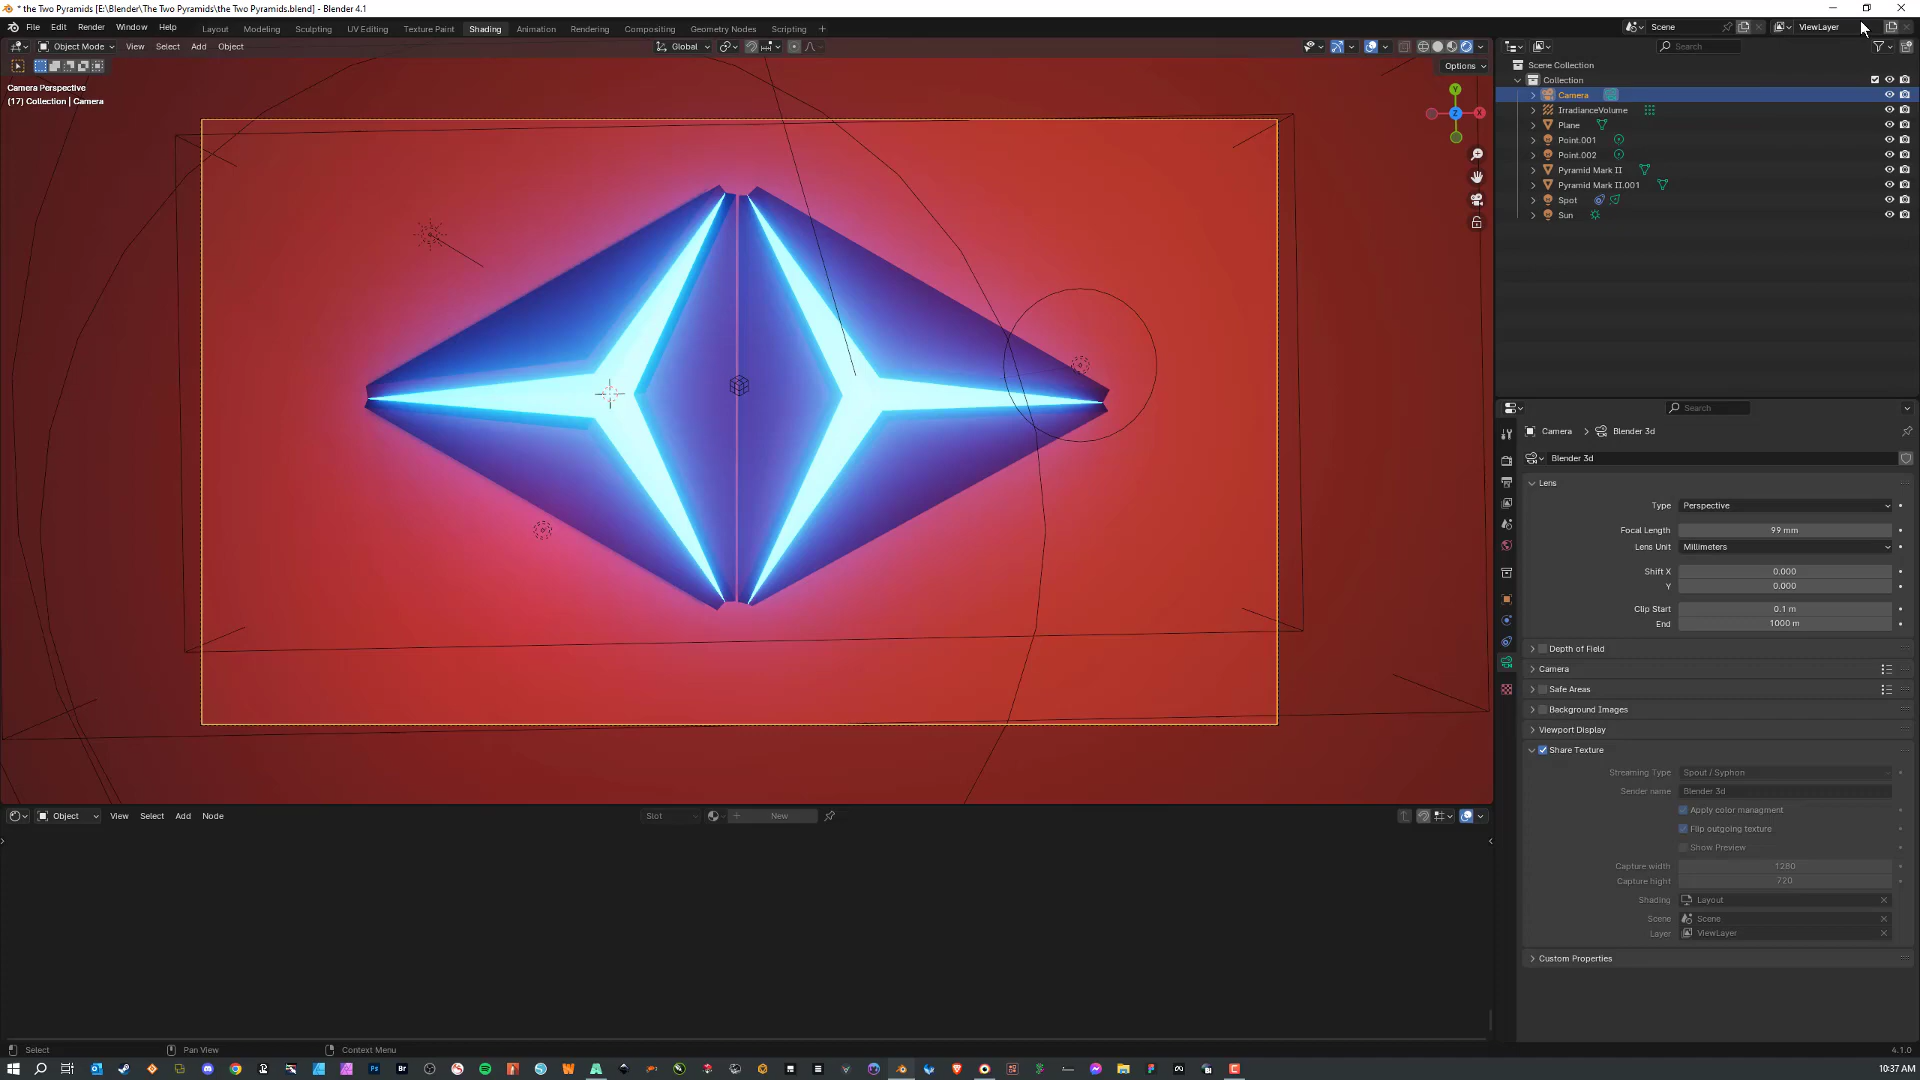 * the Two Pyramids [E:\Blender\The Two Pyramids\the Two Pyramids.blend] - Blender 4.1
File Edit Render Window Help
Layout Modeling Sculpting UV Editing Texture Paint Shading Animation Rendering Compositing Geometry Nodes Scripting +
Scene
ViewLayer
Object Mode View Select Add Object
Global
Search
Options
Camera Perspective
(17) Collection | Camera
Y
X
Z
Scene Collection
Collection
Camera
IrradianceVolume
Plane
Point.001
Point.002
Pyramid Mark II
Pyramid Mark II.001
Spot
Sun
Search
Camera > Blender 3d
Blender 3d
Lens
Type Perspective
Focal Length 99 mm
Lens Unit Millimeters
Shift X 0.000
Y 0.000
Clip Start 0.1 m
End 1000 m
Depth of Field
Camera
Safe Areas
Background Images
Viewport Display
Share Texture
Streaming Type Spout / Syphon
Sender name Blender 3d
Apply color managment
Flip outgoing texture
Show Preview
Capture width 1280
Capture hight 720
Shading Layout
Scene Scene
Layer ViewLayer
Custom Properties
Object View Select Add Node
Slot
New
Select
Pan View
Context Menu
4.1.0
10:37 AM